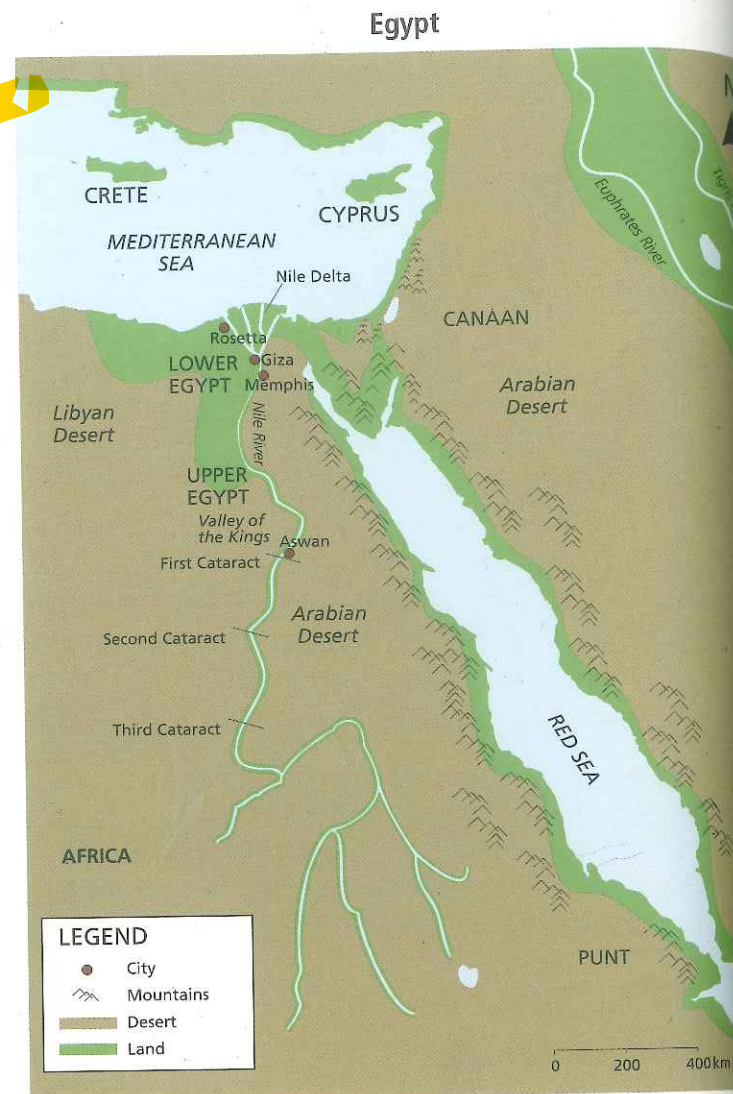 Egypt
N
Tigris
Euphrates River
CRETE
CYPRUS
MEDITERRANEAN
SEA
Nile Delta
CANAAN
Rosetta
Giza
LOWER
EGYPT
Memphis
Arabian
Desert
Libyan
Desert
Nile River
UPPER
EGYPT
Valley of
the Kings
Aswan
First Cataract
Arabian
Desert
Second Cataract
Third Cataract
RED SEA
AFRICA
PUNT
LEGEND
City
Mountains
Desert
Land
0 200 400km